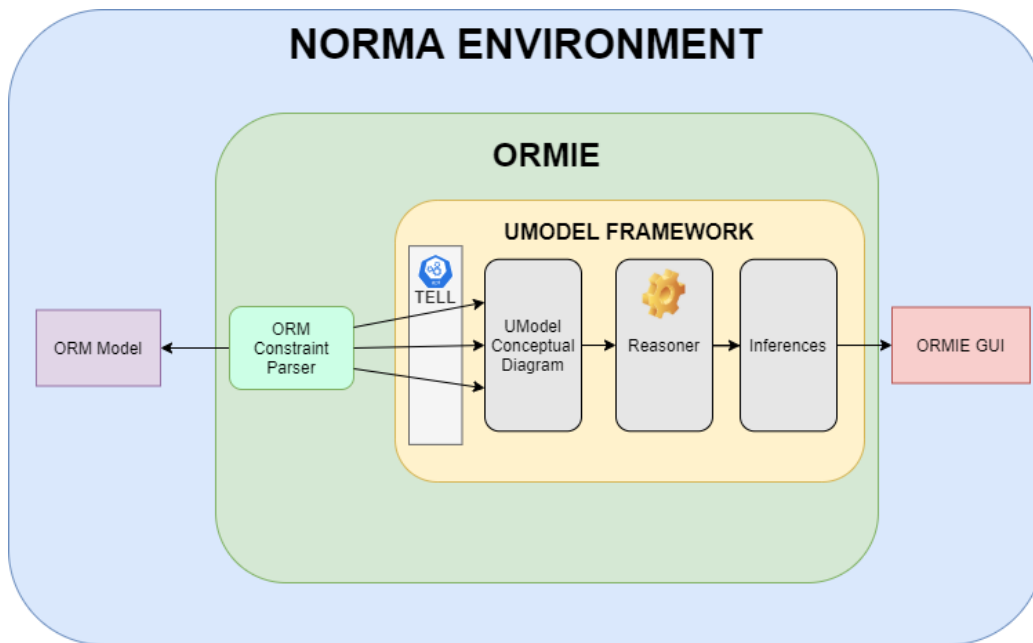 NORMA ENVIRONMENT
ORMIE
UMODEL FRAMEWORK
TELL
ORM Model
ORM
Constraint
Parser
UModel
Conceptual
Diagram
Reasoner
Inferences
ORMIE GUI